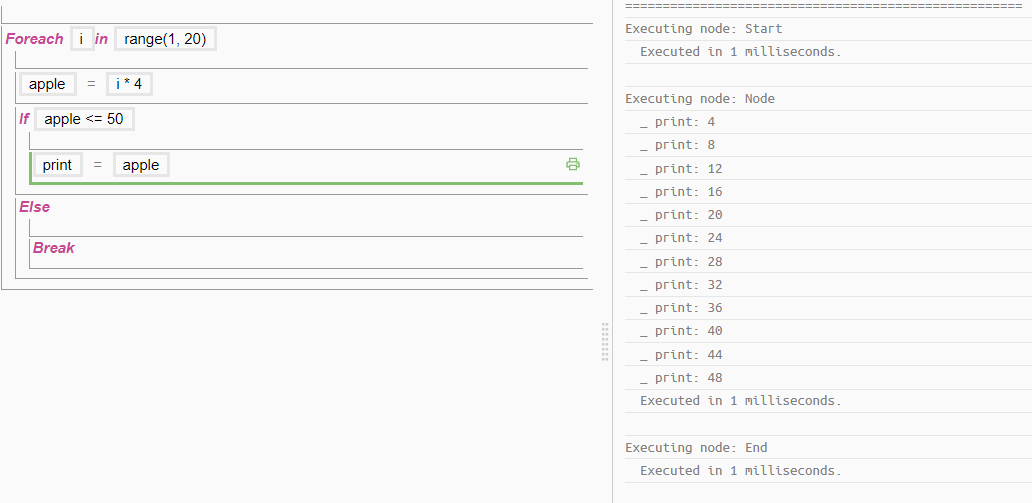 Foreach i in range(1, 20)
apple = i * 4
If apple <= 50
print = apple
Else
Break
=====================================================
Executing node: Start
Executed in 1 milliseconds.
Executing node: Node
_ print: 4
_ print: 8
_ print: 12
_ print: 16
_ print: 20
_ print: 24
_ print: 28
_ print: 32
_ print: 36
_ print: 40
_ print: 44
_ print: 48
Executed in 1 milliseconds.
Executing node: End
Executed in 1 milliseconds.